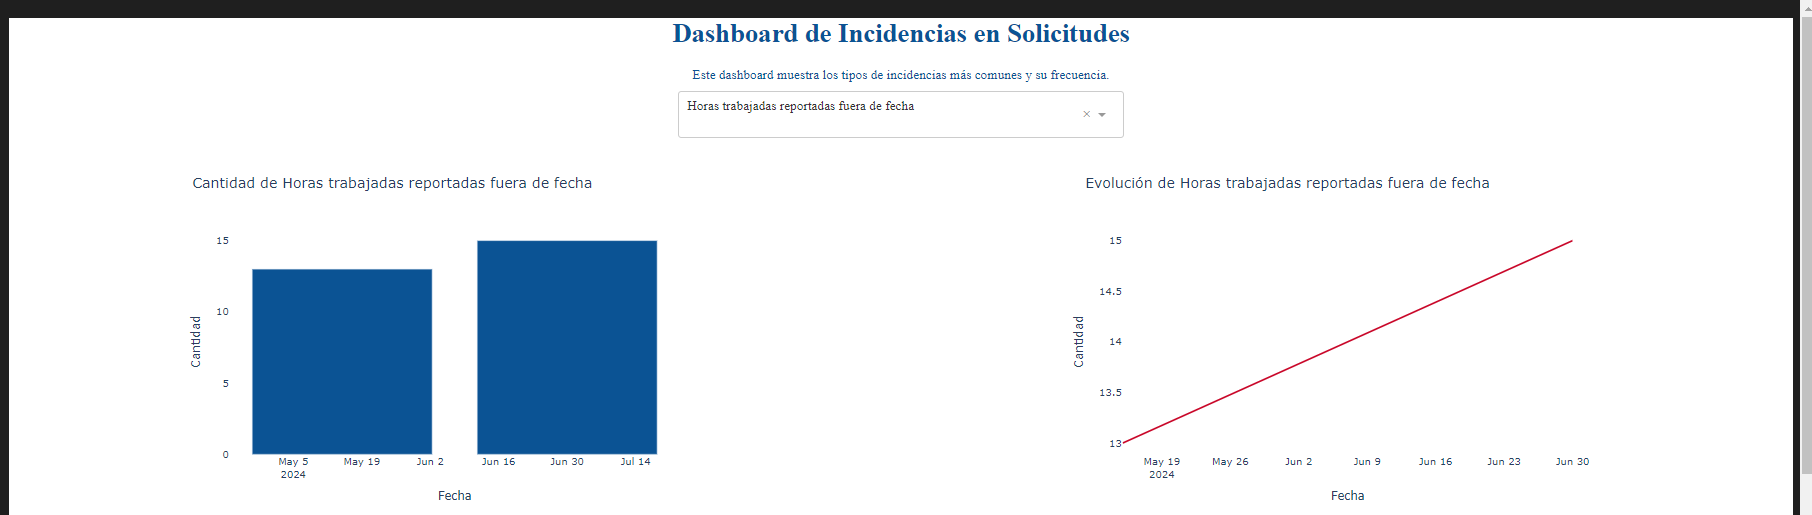 Dashboard de Incidencias en Solicitudes
Este dashboard muestra los tipos de incidencias más comunes y su frecuencia.
Horas trabajadas reportadas fuera de fecha
×
Cantidad de Horas trabajadas reportadas fuera de fecha
15
10
5
0
Cantidad
May 5
2024
May 19
Jun 2
Jun 16
Jun 30
Jul 14
Fecha
Evolución de Horas trabajadas reportadas fuera de fecha
15
14.5
14
13.5
13
Cantidad
May 19
2024
May 26
Jun 2
Jun 9
Jun 16
Jun 23
Jun 30
Fecha